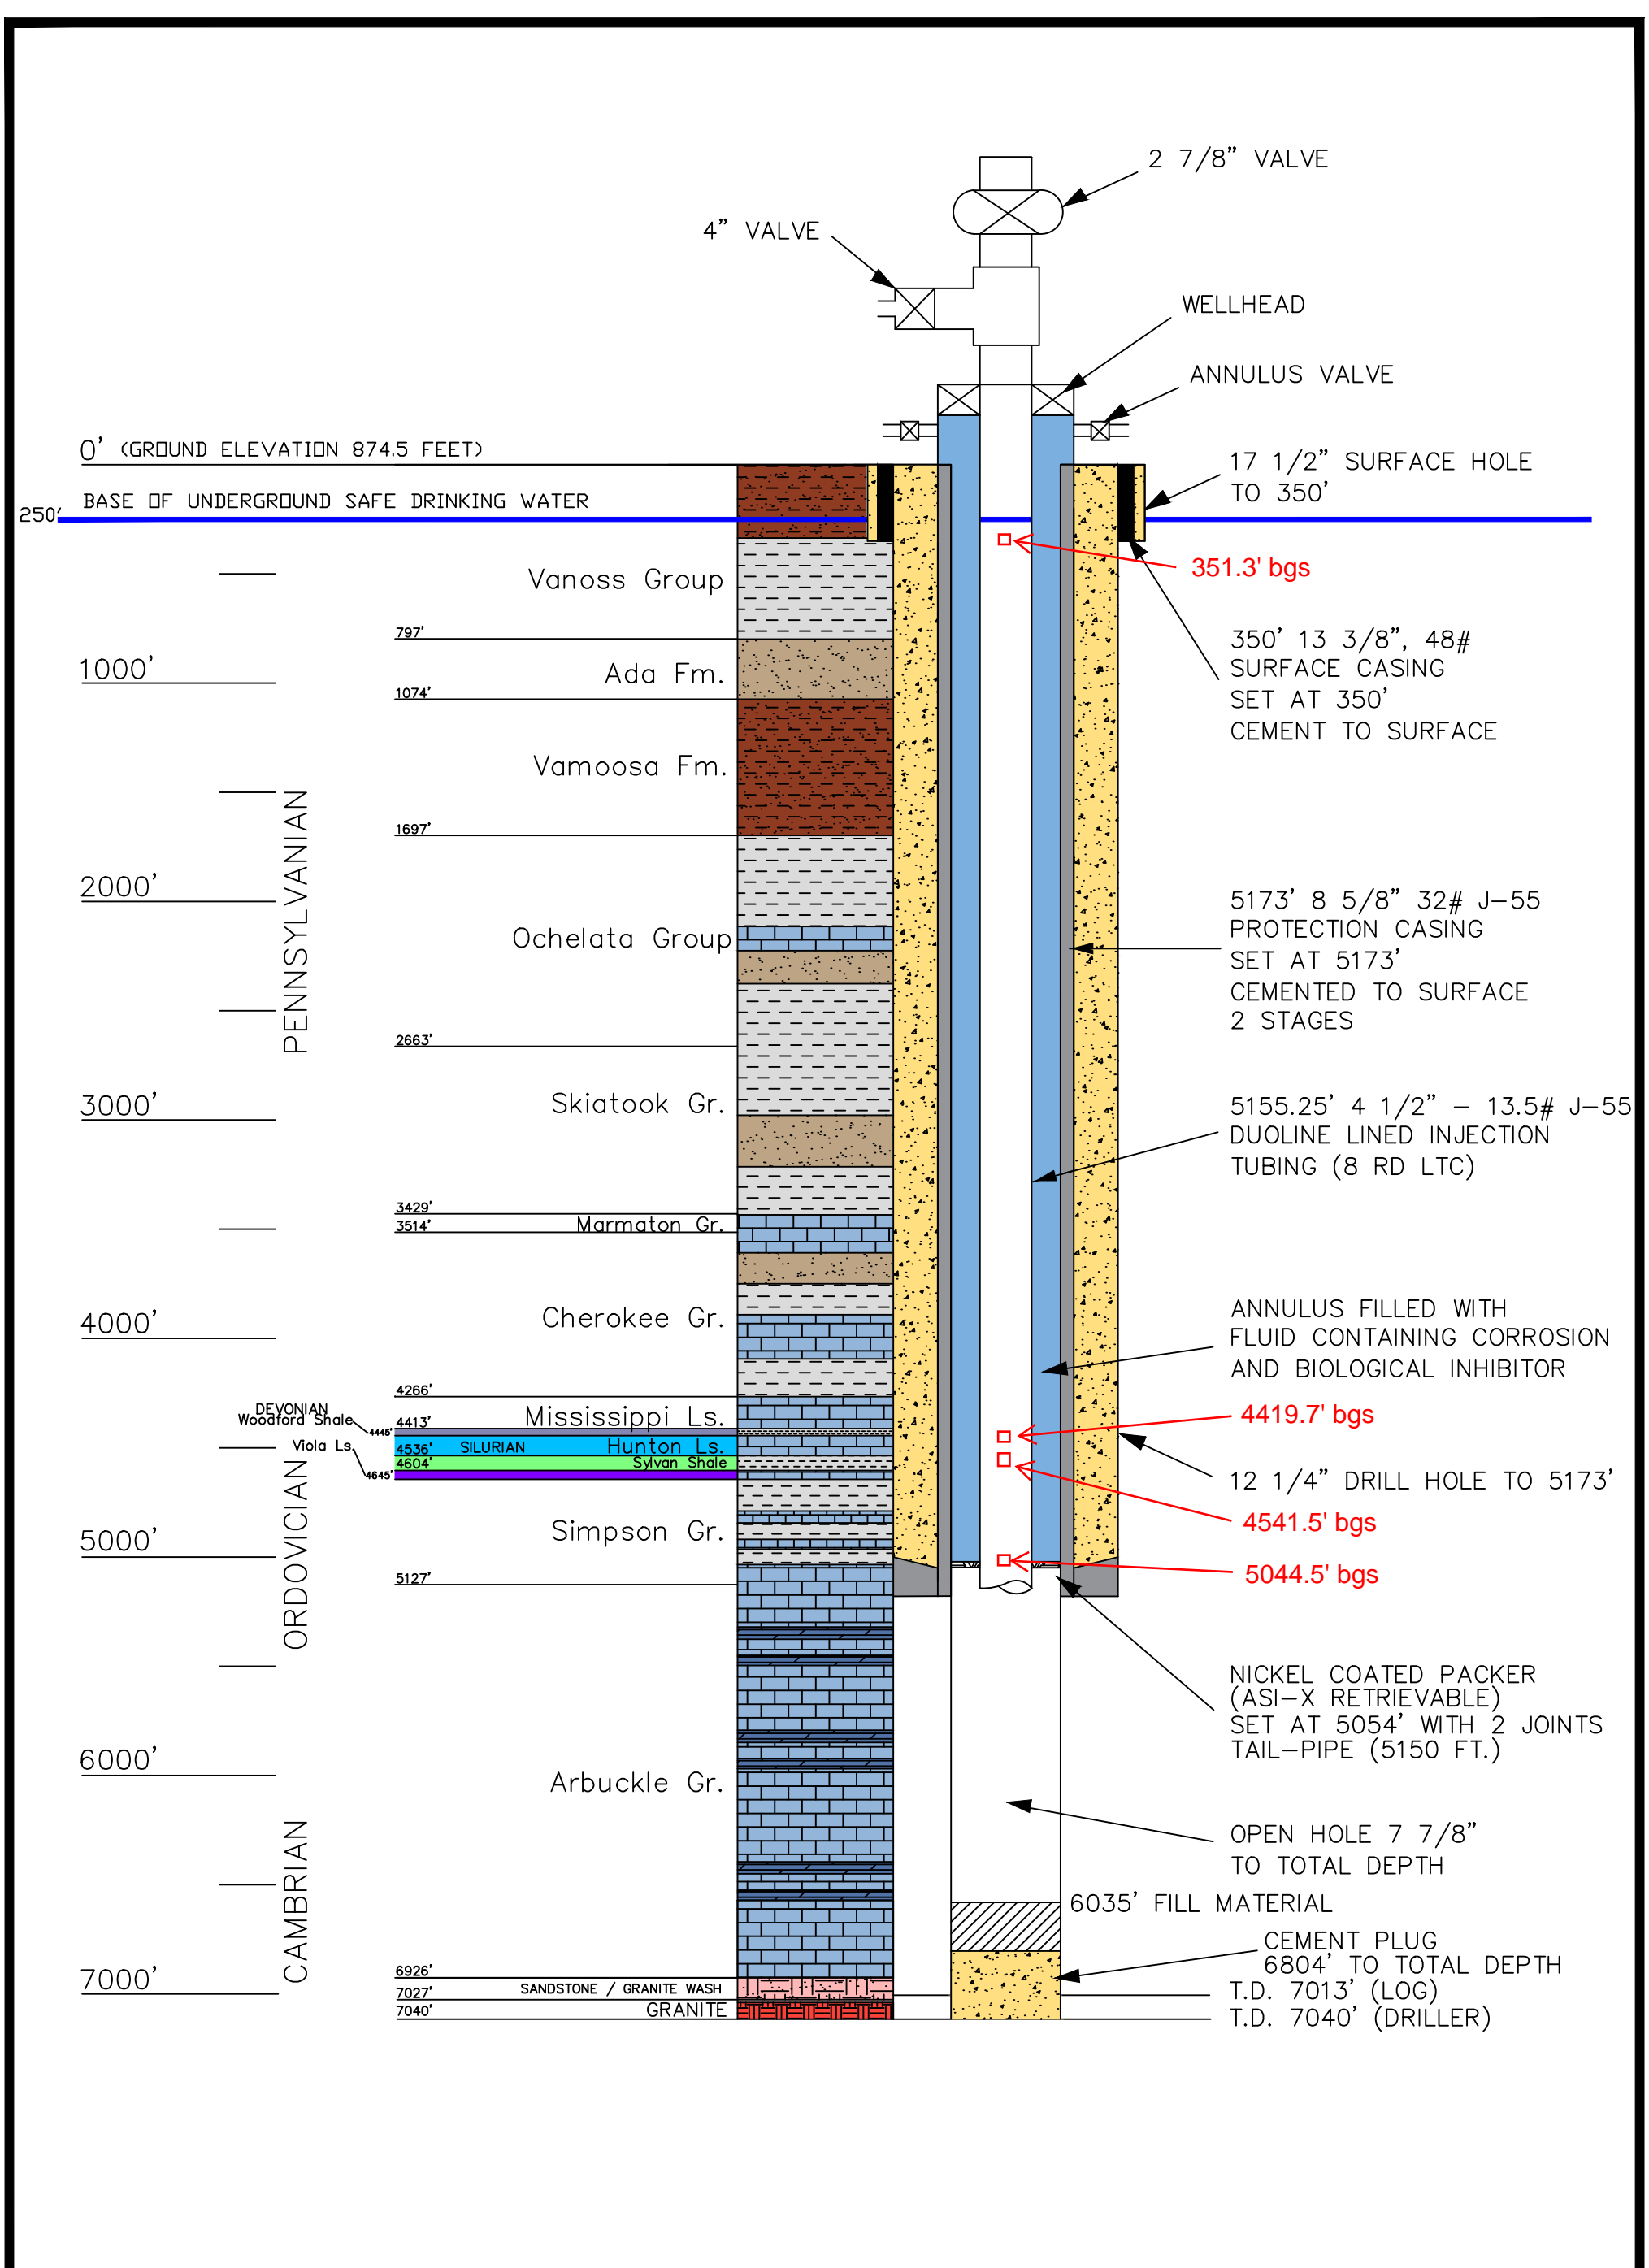 2 7/8” VALVE
4” VALVE
WELLHEAD
ANNULUS VALVE
0’ (GROUND ELEVATION 874.5 FEET)
17 1/2” SURFACE HOLE
TO 350’
250’
BASE OF UNDERGROUND SAFE DRINKING WATER
351.3' bgs
Vanoss Group
797’
350’ 13 3/8”, 48#
SURFACE CASING
SET AT 350’
CEMENT TO SURFACE
1000’
Ada Fm.
1074’
Vamoosa Fm.
1697’
PENNSYLVANIAN
2000’
Ochelata Group
5173’ 8 5/8” 32# J-55
PROTECTION CASING
SET AT 5173’
CEMENTED TO SURFACE
2 STAGES
2663’
3000’
Skiatook Gr.
5155.25’ 4 1/2” – 13.5# J-55
DUOLINE LINED INJECTION
TUBING (8 RD LTC)
3429’
3514’
Marmaton Gr.
4000’
Cherokee Gr.
ANNULUS FILLED WITH
FLUID CONTAINING CORROSION
AND BIOLOGICAL INHIBITOR
4266’
Mississippi Ls.
4413’
DEVONIAN
Woodford Shale
4445’
4419.7' bgs
4536’
SILURIAN
Hunton Ls.
Viola Ls.
4604’
Sylvan Shale
4645’
12 1/4” DRILL HOLE TO 5173’
4541.5' bgs
ORDOVICIAN
5000’
Simpson Gr.
5044.5' bgs
5127’
NICKEL COATED PACKER
(ASI-X RETRIEVABLE)
SET AT 5054’ WITH 2 JOINTS
TAIL-PIPE (5150 FT.)
6000’
Arbuckle Gr.
OPEN HOLE 7 7/8”
TO TOTAL DEPTH
CAMBRIAN
6035’ FILL MATERIAL
CEMENT PLUG
6804’ TO TOTAL DEPTH
6926’
7000’
SANDSTONE / GRANITE WASH
7027’
T.D. 7013’ (LOG)
7040’
GRANITE
T.D. 7040’ (DRILLER)